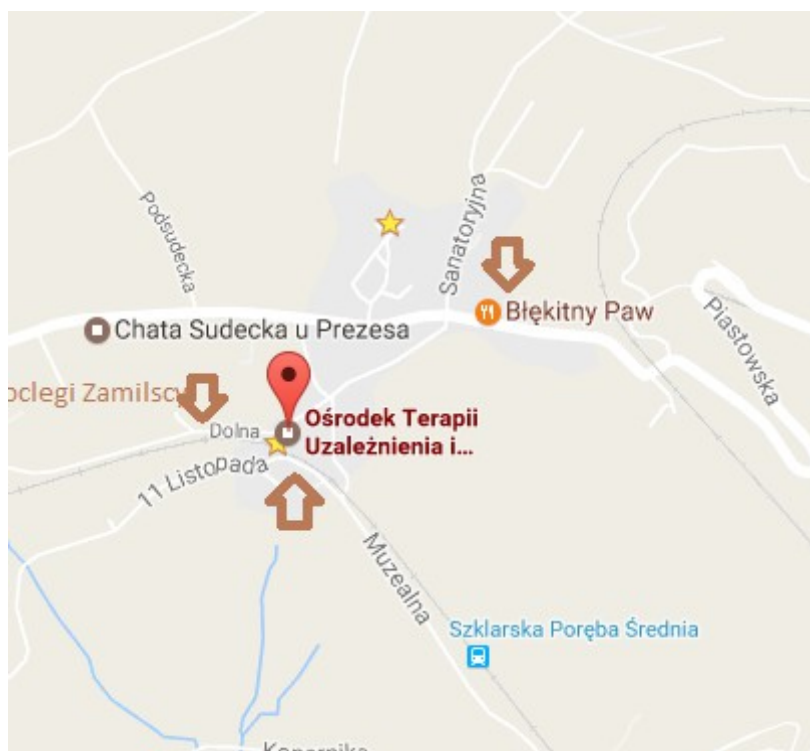 Podsudecka
Sanatoryjna
Błękitny Paw
Piastowska
Chata Sudecka u Prezesa
oclegi Zamilscy
Dolna
Ośrodek Terapii
Uzależnienia i...
11 Listopada
Muzealna
Szklarska Poręba Średnia